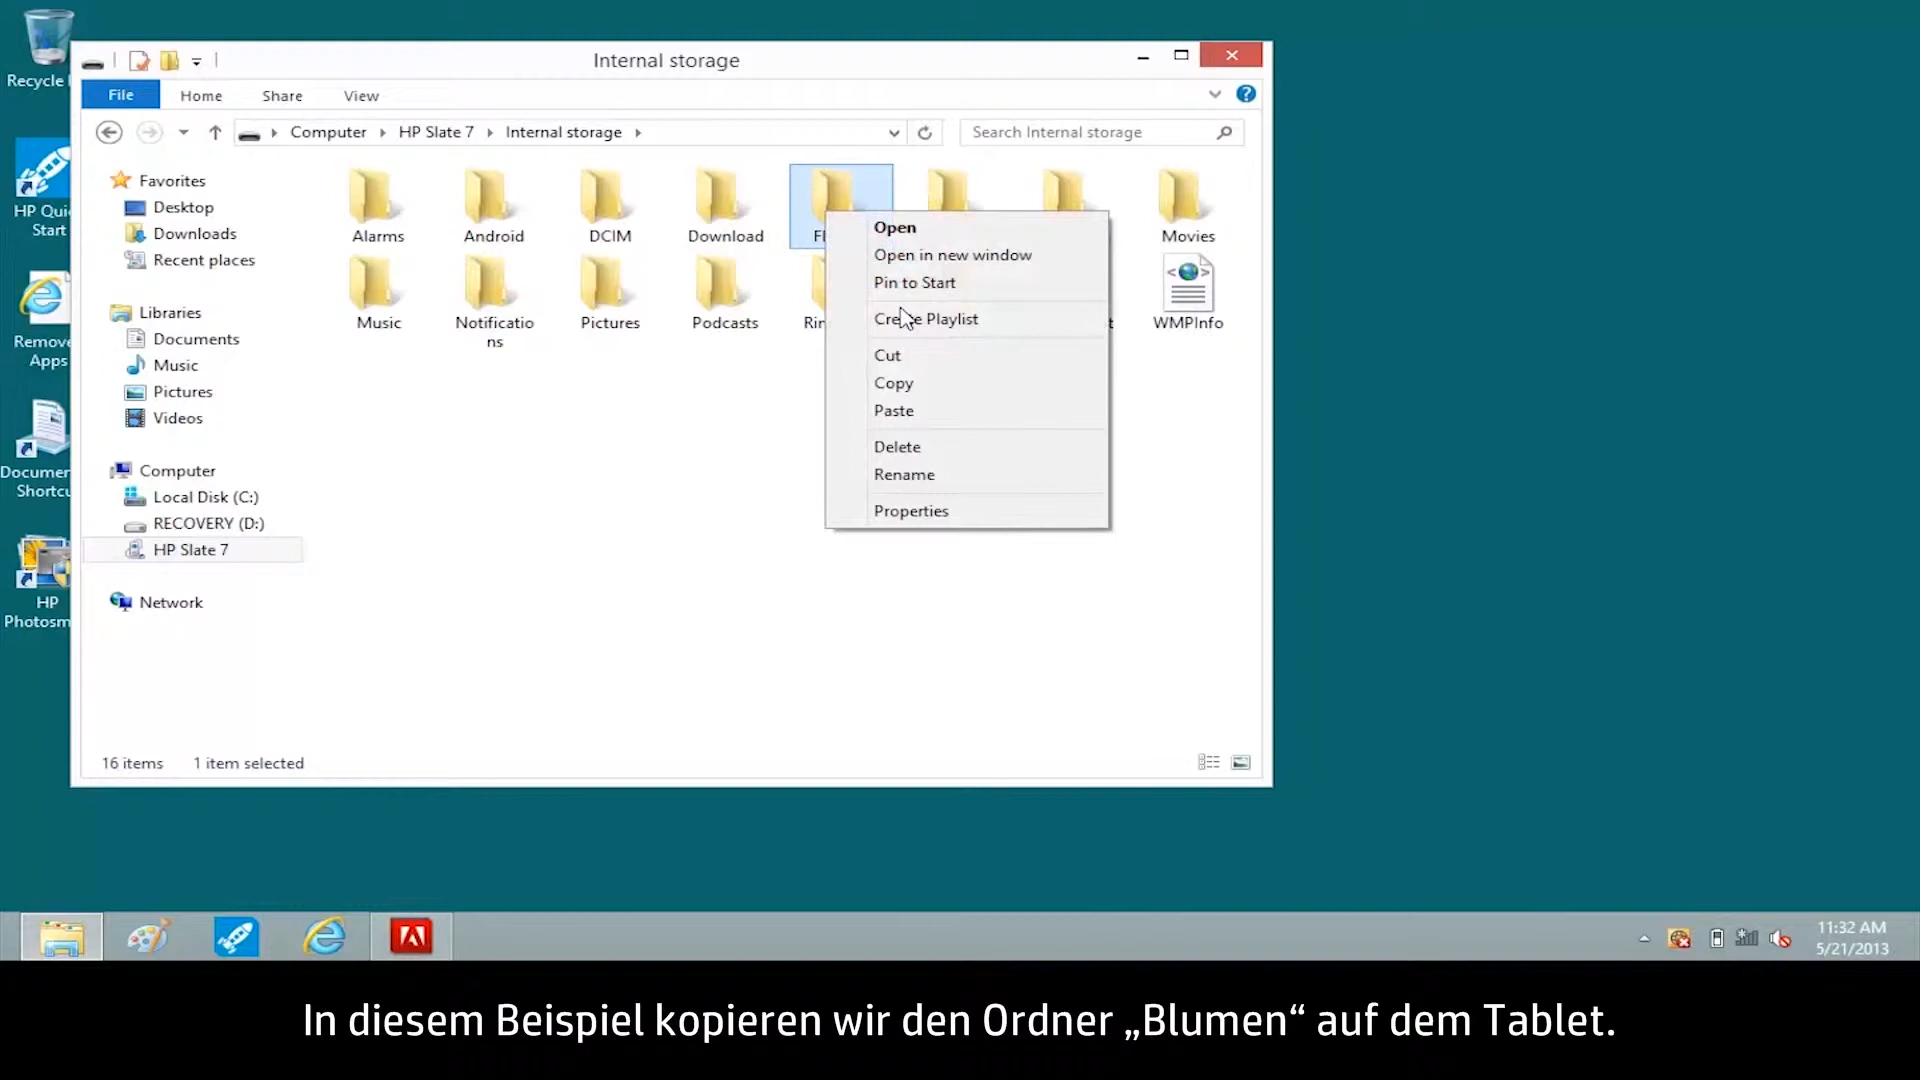 Recycle
Internal storage
File
Home
Share
View
Computer
HP Slate 7
Internal storage
Search Internal storage
Favorites
Desktop
Downloads
Recent places
Libraries
Documents
Music
Pictures
Videos
Computer
Local Disk (C:)
RECOVERY (D:)
HP Slate 7
Network
Alarms
Android
DCIM
Download
Movies
Music
Notificatio
ns
Pictures
Podcasts
WMPInfo
Open
Open in new window
Pin to Start
Create Playlist
Cut
Copy
Paste
Delete
Rename
Properties
16 items
1 item selected
HP Qui
Start
Remove
Apps
Documen
Shortcu
HP
Photosm
11:32 AM
5/21/2013
In diesem Beispiel kopieren wir den Ordner „Blumen“ auf dem Tablet.